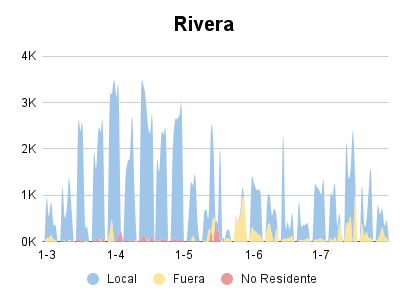 Rivera
4K
3K
2K
1K
0K
1-3 1-4 1-5 1-6 1-7
Local Fuera No Residente